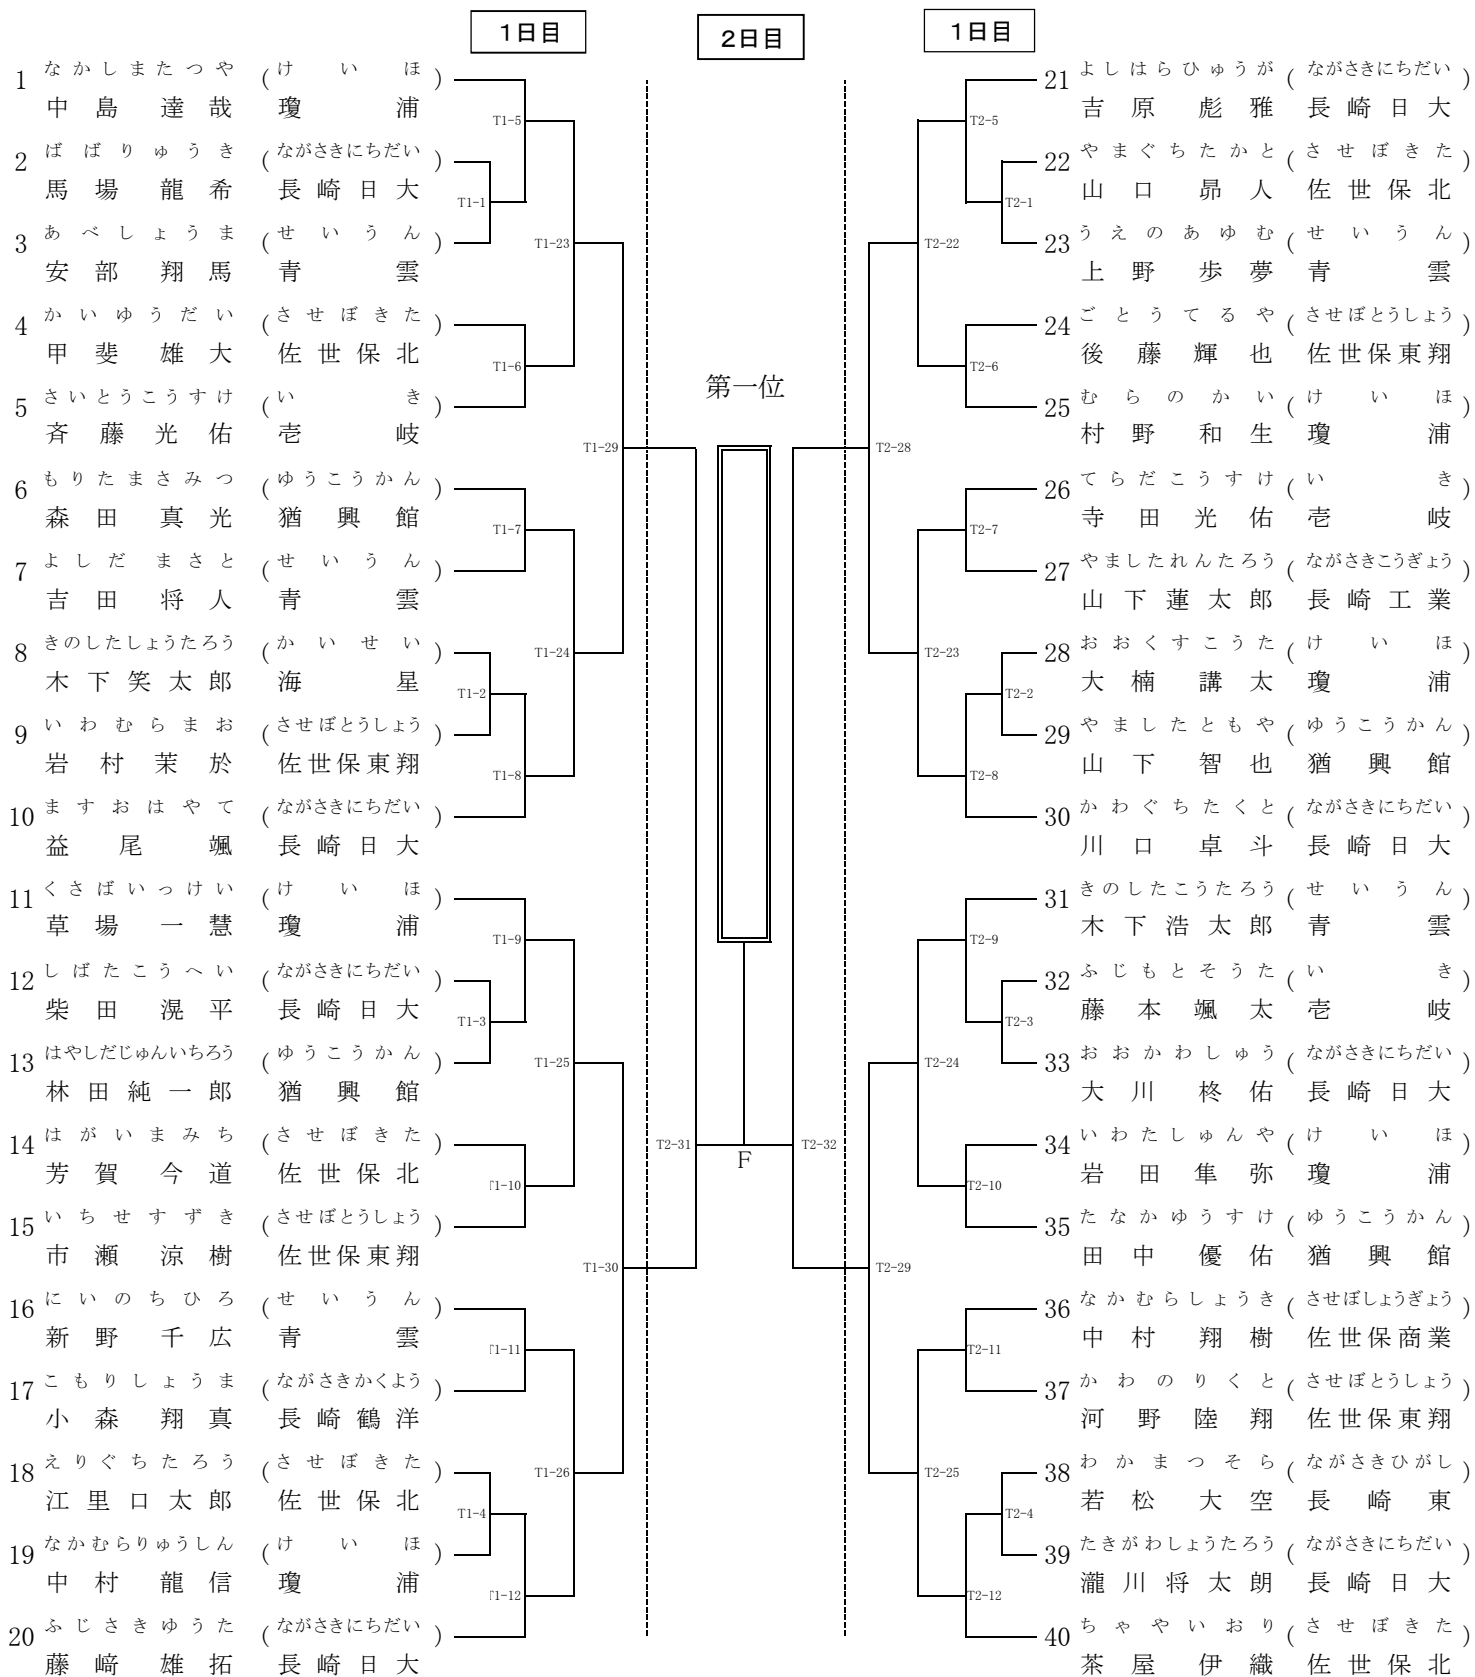 1日目
2日目
1日目
なかしまたつや (けいほ)
1 中島達哉 瓊浦
ばばりゅうき (ながさきにちだい)
2 馬場龍希 長崎日大
あべしょうま (せいうん)
3 安部翔馬 青雲
かいゆうだい (させぼきた)
4 甲斐雄大 佐世保北
さいとうこうすけ (いき)
5 斉藤光佑 壱岐
もりたまさみつ (ゆうこうかん)
6 森田真光 猶興館
よしだ まさと (せいうん)
7 吉田将人 青雲
きのしたしょうたろう (かいせい)
8 木下笑太郎 海星
いわむらまお (させぼとうしょう)
9 岩村茉於 佐世保東翔
ますおはやて (ながさきにちだい)
10 益尾颯 長崎日大
くさばいっけい (けいほ)
11 草場一慧 瓊浦
しばたこうへい (ながさきにちだい)
12 柴田滉平 長崎日大
はやしだじゅんいちろう (ゆうこうかん)
13 林田純一郎 猶興館
はがいまみち (させぼきた)
14 芳賀今道 佐世保北
いちせすずき (させぼとうしょう)
15 市瀬涼樹 佐世保東翔
にいのちひろ (せいうん)
16 新野千広 青雲
こもりしょうま (ながさきかくよう)
17 小森翔真 長崎鶴洋
えりぐちたろう (させぼきた)
18 江里口太郎 佐世保北
なかむらりゅうしん (けいほ)
19 中村龍信 瓊浦
ふじさきゆうた (ながさきにちだい)
20 藤﨑雄拓 長崎日大
T1-5
T1-1
T1-23
T1-6
T1-29
T1-7
T1-24
T1-2
T1-8
T1-9
T1-3
T1-25
T1-10
T1-30
T1-11
T1-26
T1-4
T1-12
第一位
T2-31
F
T2-32
T2-5
T2-1
T2-22
T2-6
T2-28
T2-7
T2-23
T2-2
T2-8
T2-9
T2-3
T2-24
T2-10
T2-29
T2-11
T2-25
T2-4
T2-12
よしはらひゅうが (ながさきにちだい)
21 吉原彪雅 長崎日大
やまぐちたかと (させぼきた)
22 山口昴人 佐世保北
うえのあゆむ (せいうん)
23 上野歩夢 青雲
ごとうてるや (させぼとうしょう)
24 後藤輝也 佐世保東翔
むらのかい (けいほ)
25 村野和生 瓊浦
てらだこうすけ (いき)
26 寺田光佑 壱岐
やましたれんたろう (ながさきこうぎょう)
27 山下蓮太郎 長崎工業
おおくすこうた (けいほ)
28 大楠講太 瓊浦
やましたともや (ゆうこうかん)
29 山下智也 猶興館
かわぐちたくと (ながさきにちだい)
30 川口卓斗 長崎日大
きのしたこうたろう (せいうん)
31 木下浩太郎 青雲
ふじもとそうた (いき)
32 藤本颯太 壱岐
おおかわしゅう (ながさきにちだい)
33 大川柊佑 長崎日大
いわたしゅんや (けいほ)
34 岩田隼弥 瓊浦
たなかゆうすけ (ゆうこうかん)
35 田中優佑 猶興館
なかむらしょうき (させぼしょうぎょう)
36 中村翔樹 佐世保商業
かわのりくと (させぼとうしょう)
37 河野陸翔 佐世保東翔
わかまつそら (ながさきひがし)
38 若松大空 長崎東
たきがわしょうたろう (ながさきにちだい)
39 瀧川将太朗 長崎日大
ちゃやいおり (させぼきた)
40 茶屋伊織 佐世保北